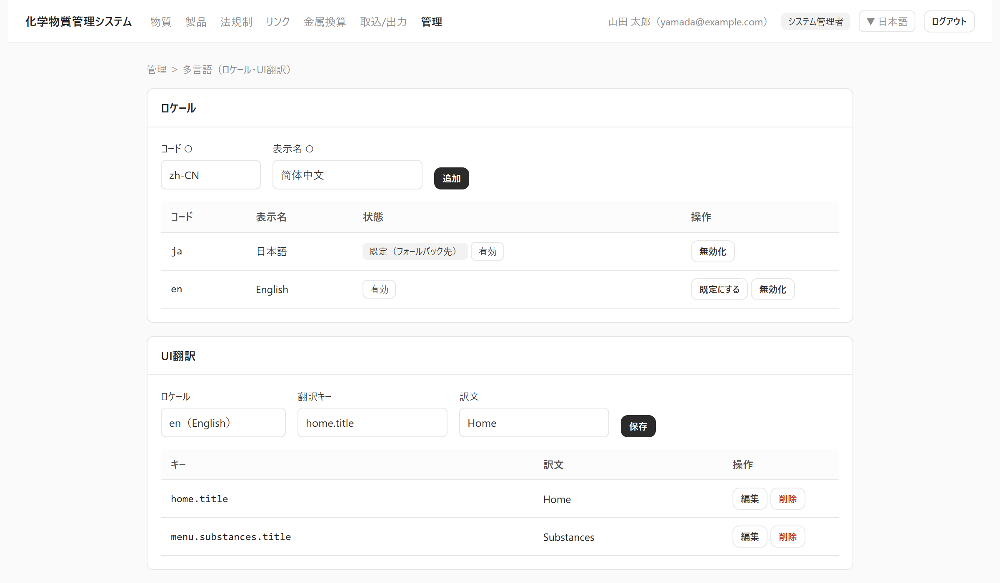 化学物質管理システム 物質 製品 法規制 リンク 金属換算 取込/出力 管理 山田 太郎（yamada@example.com） システム管理者 ▼ 日本語 ログアウト
管理 ＞ 多言語（ロケール・UI翻訳）
ロケール
コード ○ 表示名 ○
zh-CN 简体中文 追加
コード 表示名 状態 操作
ja 日本語 既定（フォールバック先） 有効 無効化
en English 有効 既定にする 無効化
UI翻訳
ロケール 翻訳キー 訳文
en（English） home.title Home 保存
キー 訳文 操作
home.title Home 編集 削除
menu.substances.title Substances 編集 削除